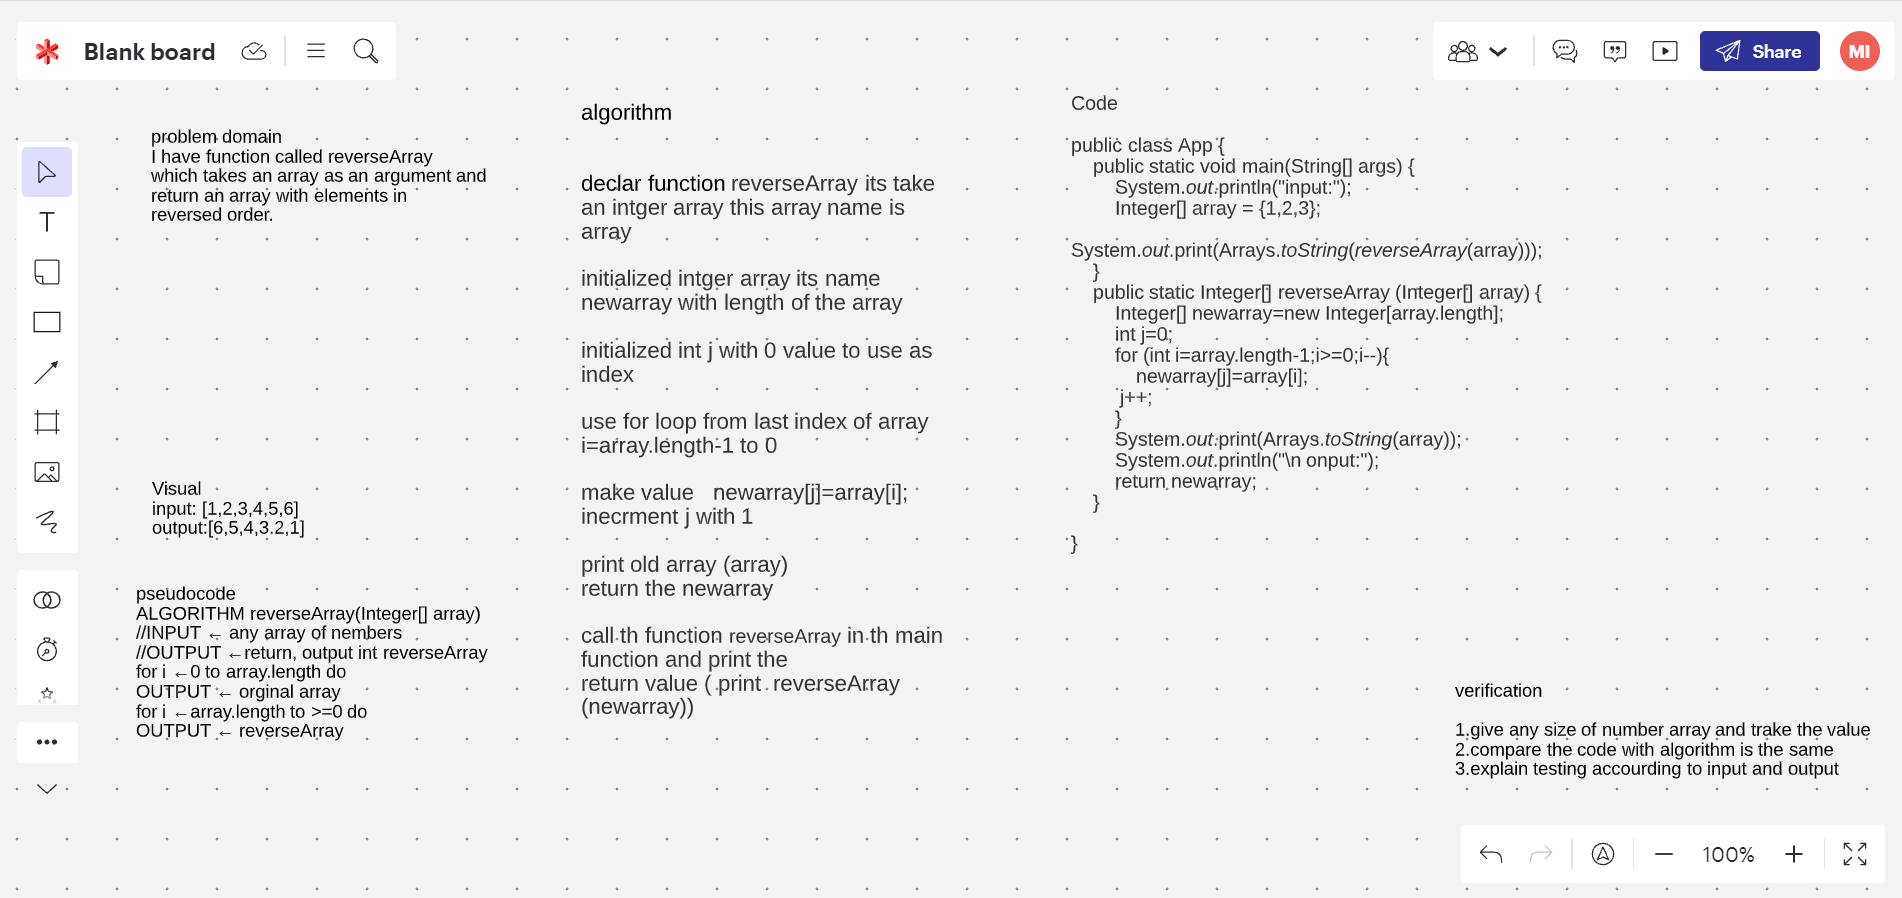 Blank board
Share
MI
problem domain
I have function called reverseArray
which takes an array as an argument and
return an array with elements in
reversed order.
Visual
input: [1,2,3,4,5,6]
output:[6,5,4,3.2,1]
pseudocode
ALGORITHM reverseArray(Integer[] array)
//INPUT ← any array of nembers
//OUTPUT ←return, output int reverseArray
for i ←0 to array.length do
OUTPUT ← orginal array
for i ←array.length to >=0 do
OUTPUT ← reverseArray
algorithm
declar function reverseArray its take
an intger array this array name is
array
initialized intger array its name
newarray with length of the array
initialized int j with 0 value to use as
index
use for loop from last index of array
i=array.length-1 to 0
make value newarray[j]=array[i];
inecrment j with 1
print old array (array)
return the newarray
call th function reverseArray in th main
function and print the
return value ( print reverseArray
(newarray))
Code
public class App {
public static void main(String[] args) {
System.out.println("input:");
Integer[] array = {1,2,3};
System.out.print(Arrays.toString(reverseArray(array)));
}
public static Integer[] reverseArray (Integer[] array) {
Integer[] newarray=new Integer[array.length];
int j=0;
for (int i=array.length-1;i>=0;i--){
newarray[j]=array[i];
j++;
}
System.out.print(Arrays.toString(array));
System.out.println("\n onput:");
return newarray;
}
}
verification
1.give any size of number array and trake the value
2.compare the code with algorithm is the same
3.explain testing accourding to input and output
100%